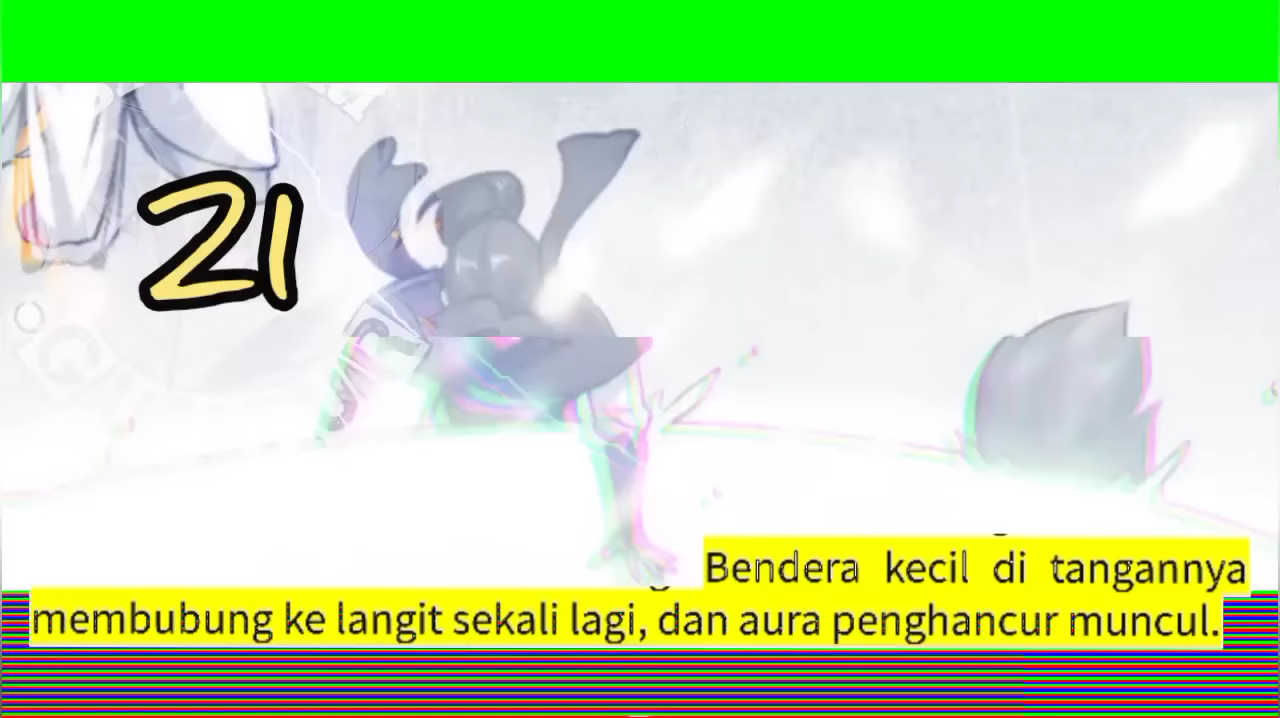 21
Bendera kecil di tangannya
membubung ke langit sekali lagi, dan aura penghancur muncul.